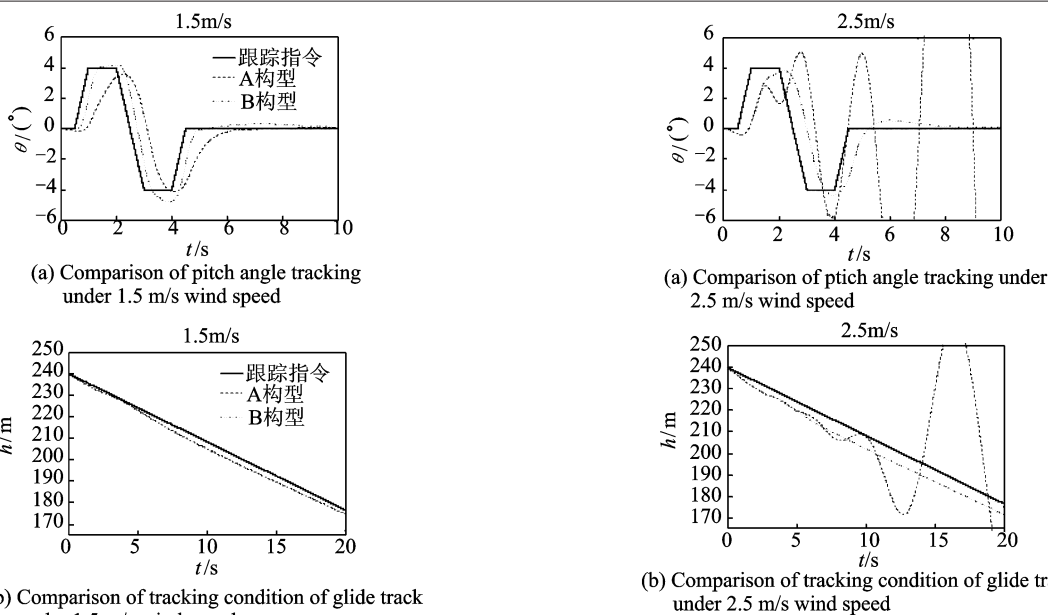 1.5m/s
6
4
2
0
−2
−4
−6
θ/(°)
跟踪指令
A构型
B构型
0 2 4 6 8 10
t/s
(a) Comparison of pitch angle tracking
under 1.5 m/s wind speed
2.5m/s
6
4
2
0
−2
−4
−6
θ/(°)
0 2 4 6 8 10
t/s
(a) Comparison of ptich angle tracking under
2.5 m/s wind speed
1.5m/s
250
240
230
220
210
200
190
180
170
h/m
跟踪指令
A构型
B构型
0 5 10 15 20
t/s
) Comparison of tracking condition of glide track
2.5m/s
250
240
230
220
210
200
190
180
170
h/m
0 5 10 15 20
t/s
(b) Comparison of tracking condition of glide tr
under 2.5 m/s wind speed